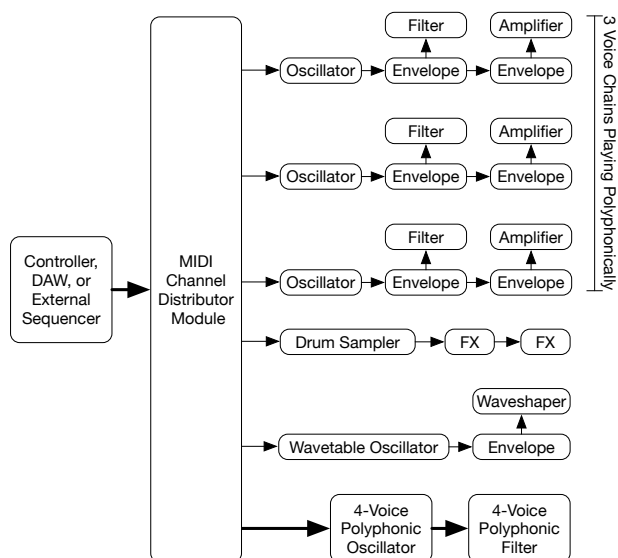 Filter
Amplifier
Oscillator
Envelope
Envelope
Filter
Amplifier
Oscillator
Envelope
Envelope
Filter
Amplifier
Oscillator
Envelope
Envelope
3 Voice Chains Playing Polyphonically
Controller,
DAW, or
External
Sequencer
MIDI
Channel
Distributor
Module
Drum Sampler
FX
FX
Waveshaper
Wavetable Oscillator
Envelope
4-Voice
Polyphonic
Oscillator
4-Voice
Polyphonic
Filter